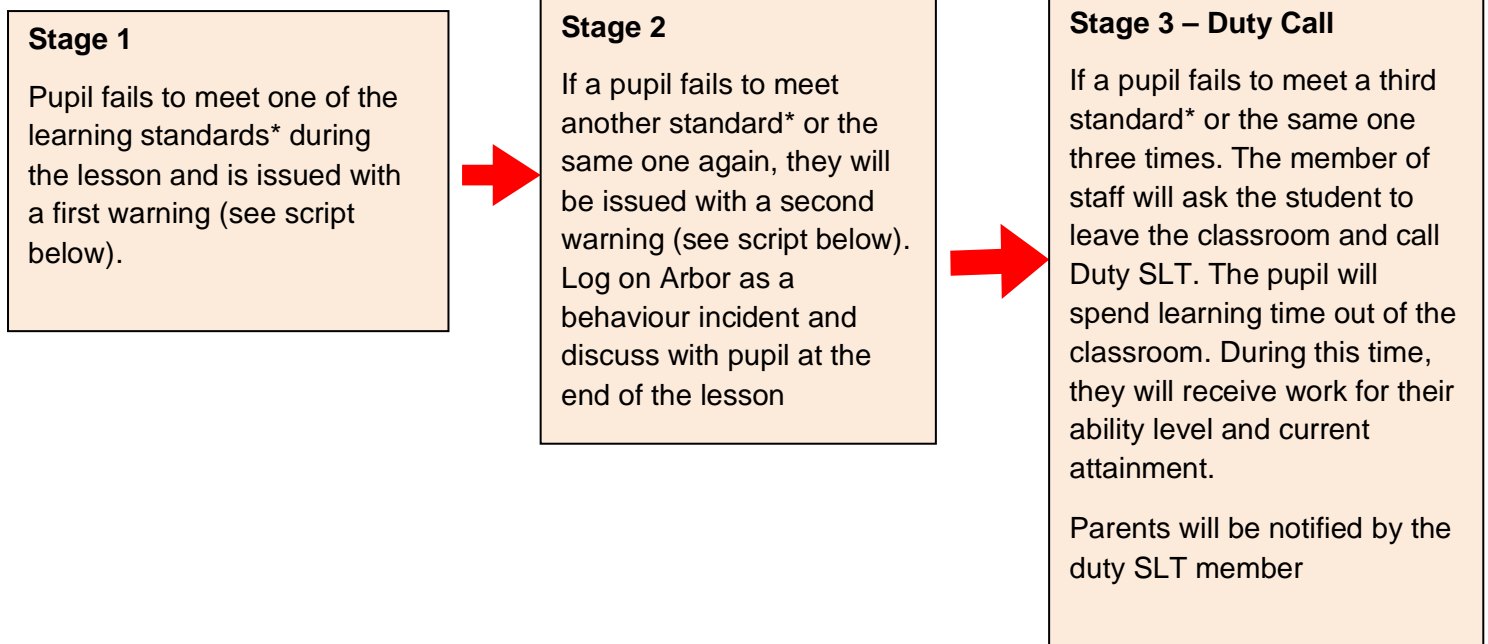 Stage 1
Pupil fails to meet one of the
learning standards* during
the lesson and is issued with
a first warning (see script
below).
Stage 2
If a pupil fails to meet
another standard* or the
same one again, they will
be issued with a second
warning (see script below).
Log on Arbor as a
behaviour incident and
discuss with pupil at the
end of the lesson
Stage 3 – Duty Call
If a pupil fails to meet a third
standard* or the same one
three times. The member of
staff will ask the student to
leave the classroom and call
Duty SLT. The pupil will
spend learning time out of the
classroom. During this time,
they will receive work for their
ability level and current
attainment.
Parents will be notified by the
duty SLT member